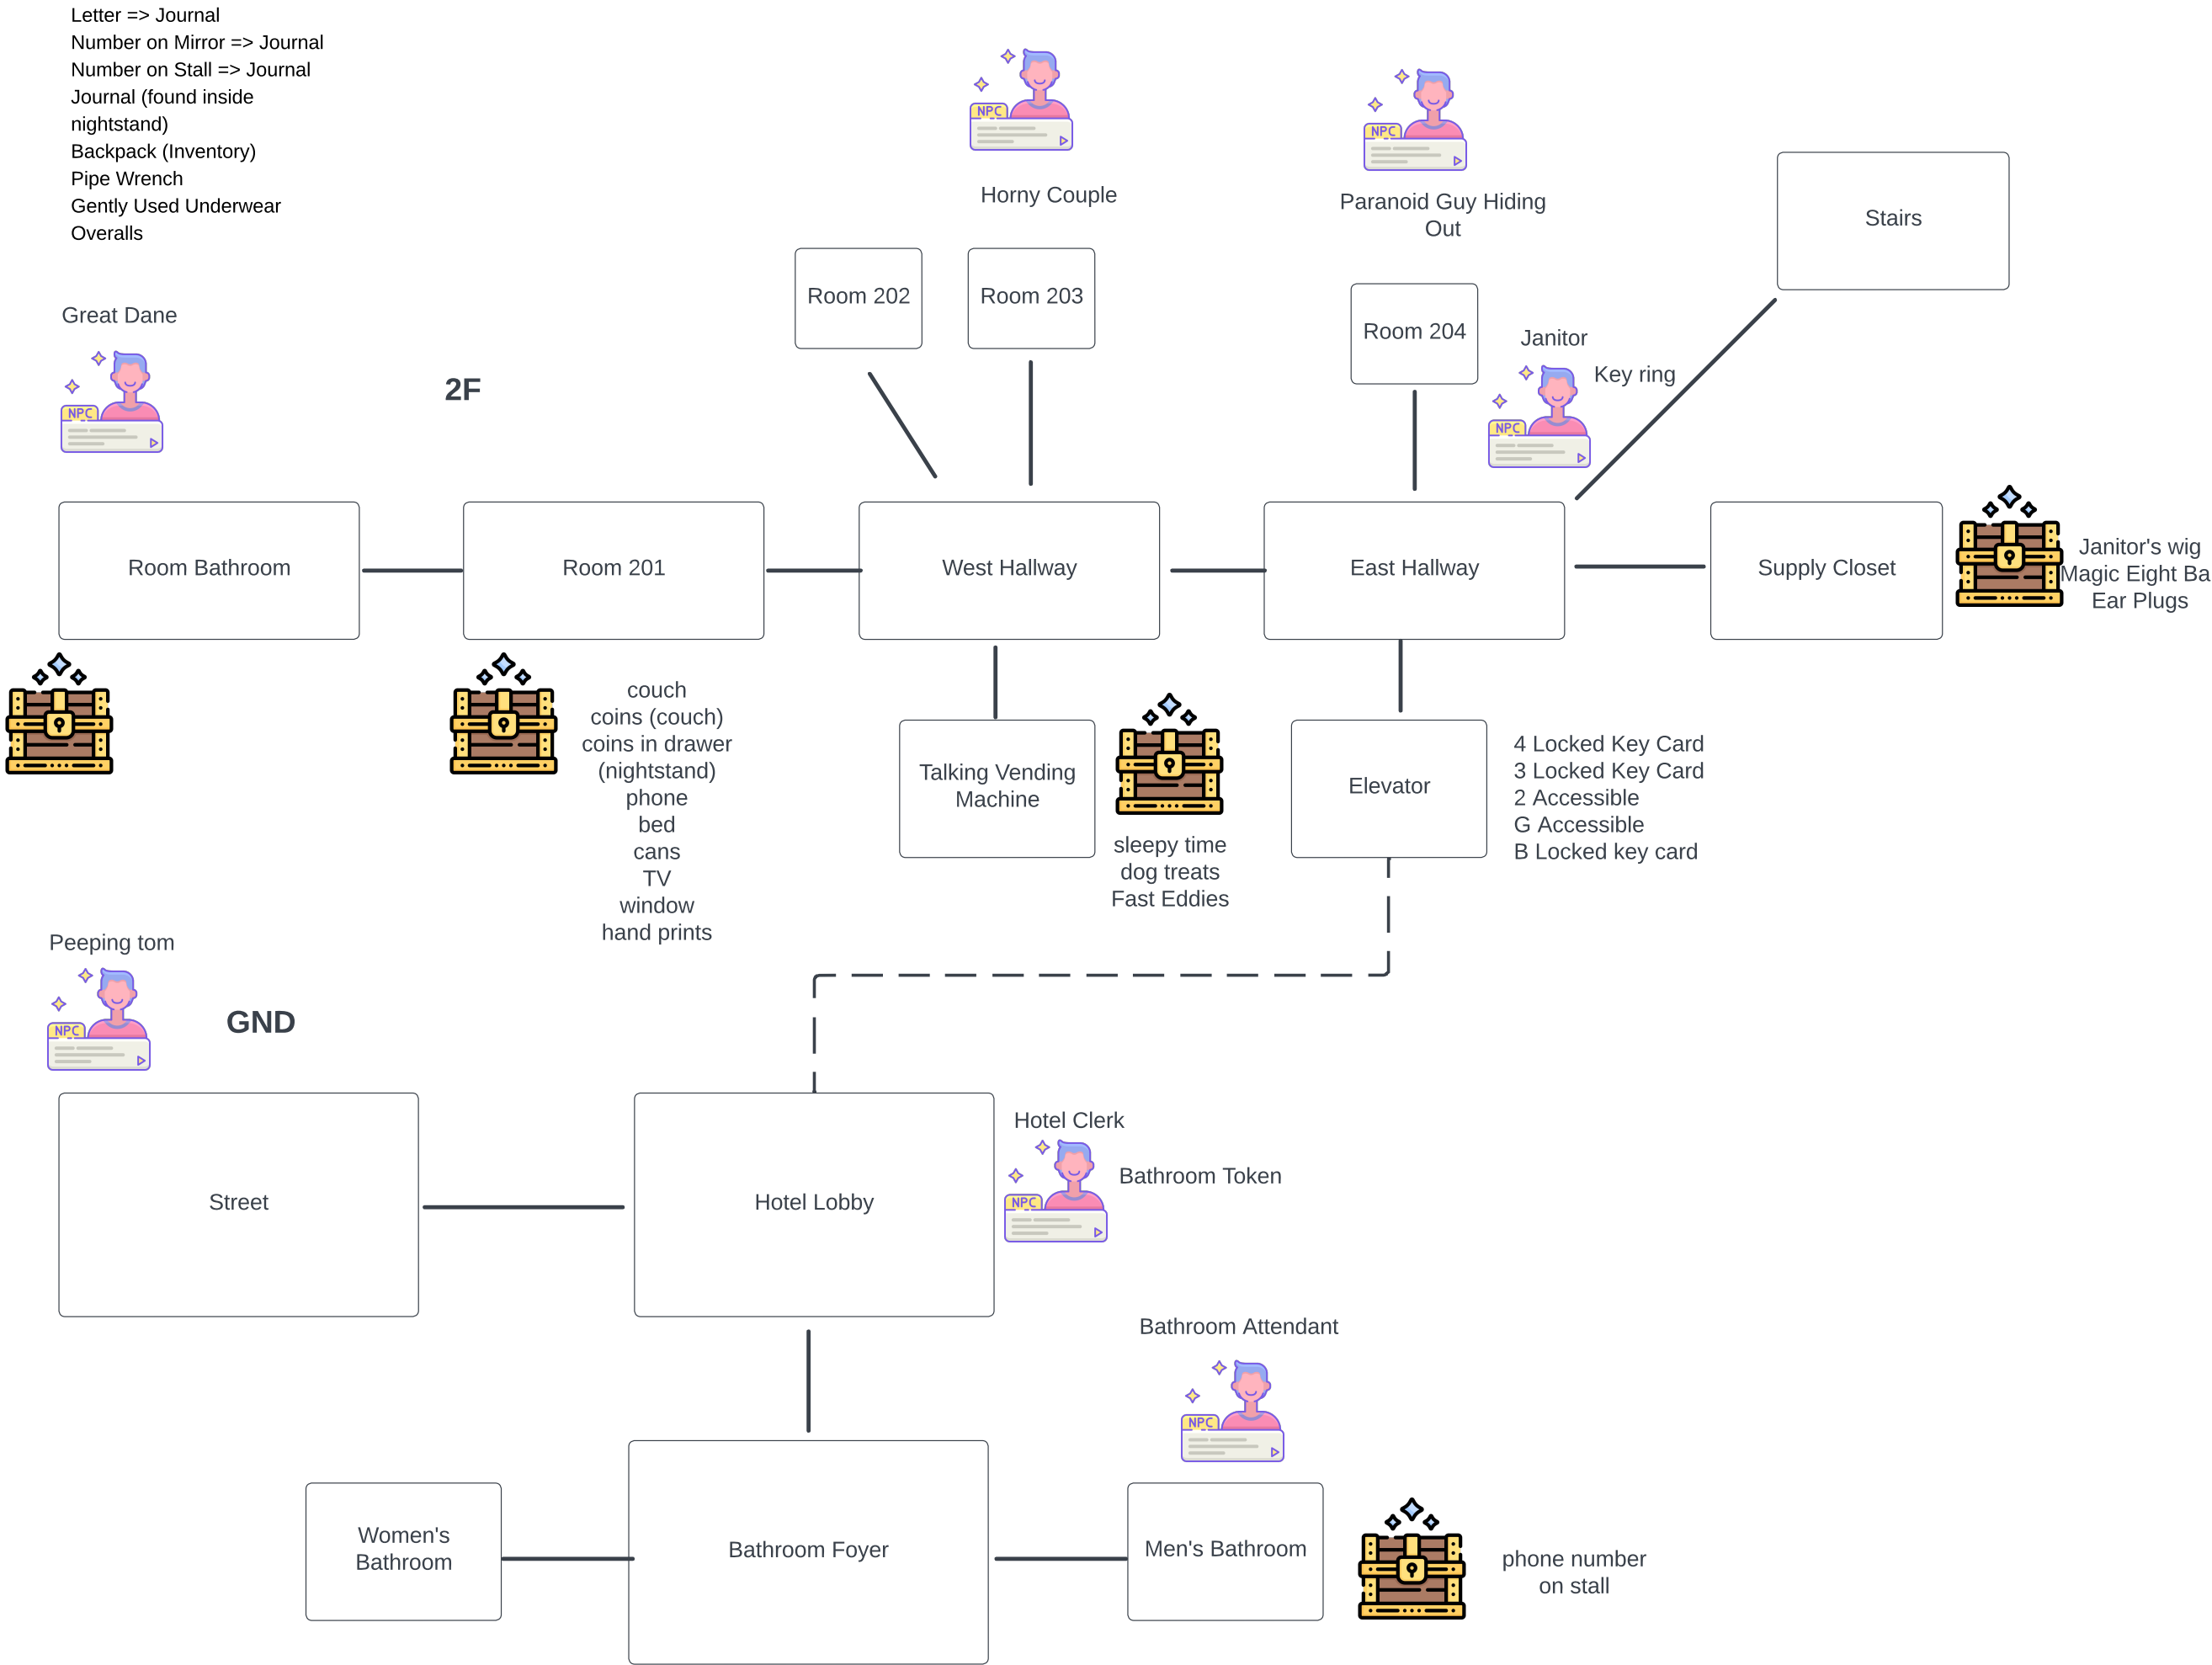 Letter => Journal
Number on Mirror => Journal
Number on Stall => Journal
Journal (found inside
nightstand)
Backpack (Inventory)
Pipe Wrench
Gently Used Underwear
Overalls
NPC
Horny Couple
NPC
Paranoid Guy Hiding
Out
Stairs
Room 202
Room 203
Room 204
Great Dane
NPC
2F
Janitor
Key ring
NPC
Room Bathroom
Room 201
West Hallway
East Hallway
Supply Closet
Janitor's wig
Magic Eight Ba
Ear Plugs
couch
coins (couch)
coins in drawer
(nightstand)
phone
bed
cans
TV
window
hand prints
Talking Vending
Machine
sleepy time
dog treats
Fast Eddies
Elevator
4 Locked Key Card
3 Locked Key Card
2 Accessible
G Accessible
B Locked key card
Peeping tom
NPC
GND
Street
Hotel Lobby
Hotel Clerk
NPC
Bathroom Token
Bathroom Attendant
NPC
Women's
Bathroom
Bathroom Foyer
Men's Bathroom
phone number
on stall